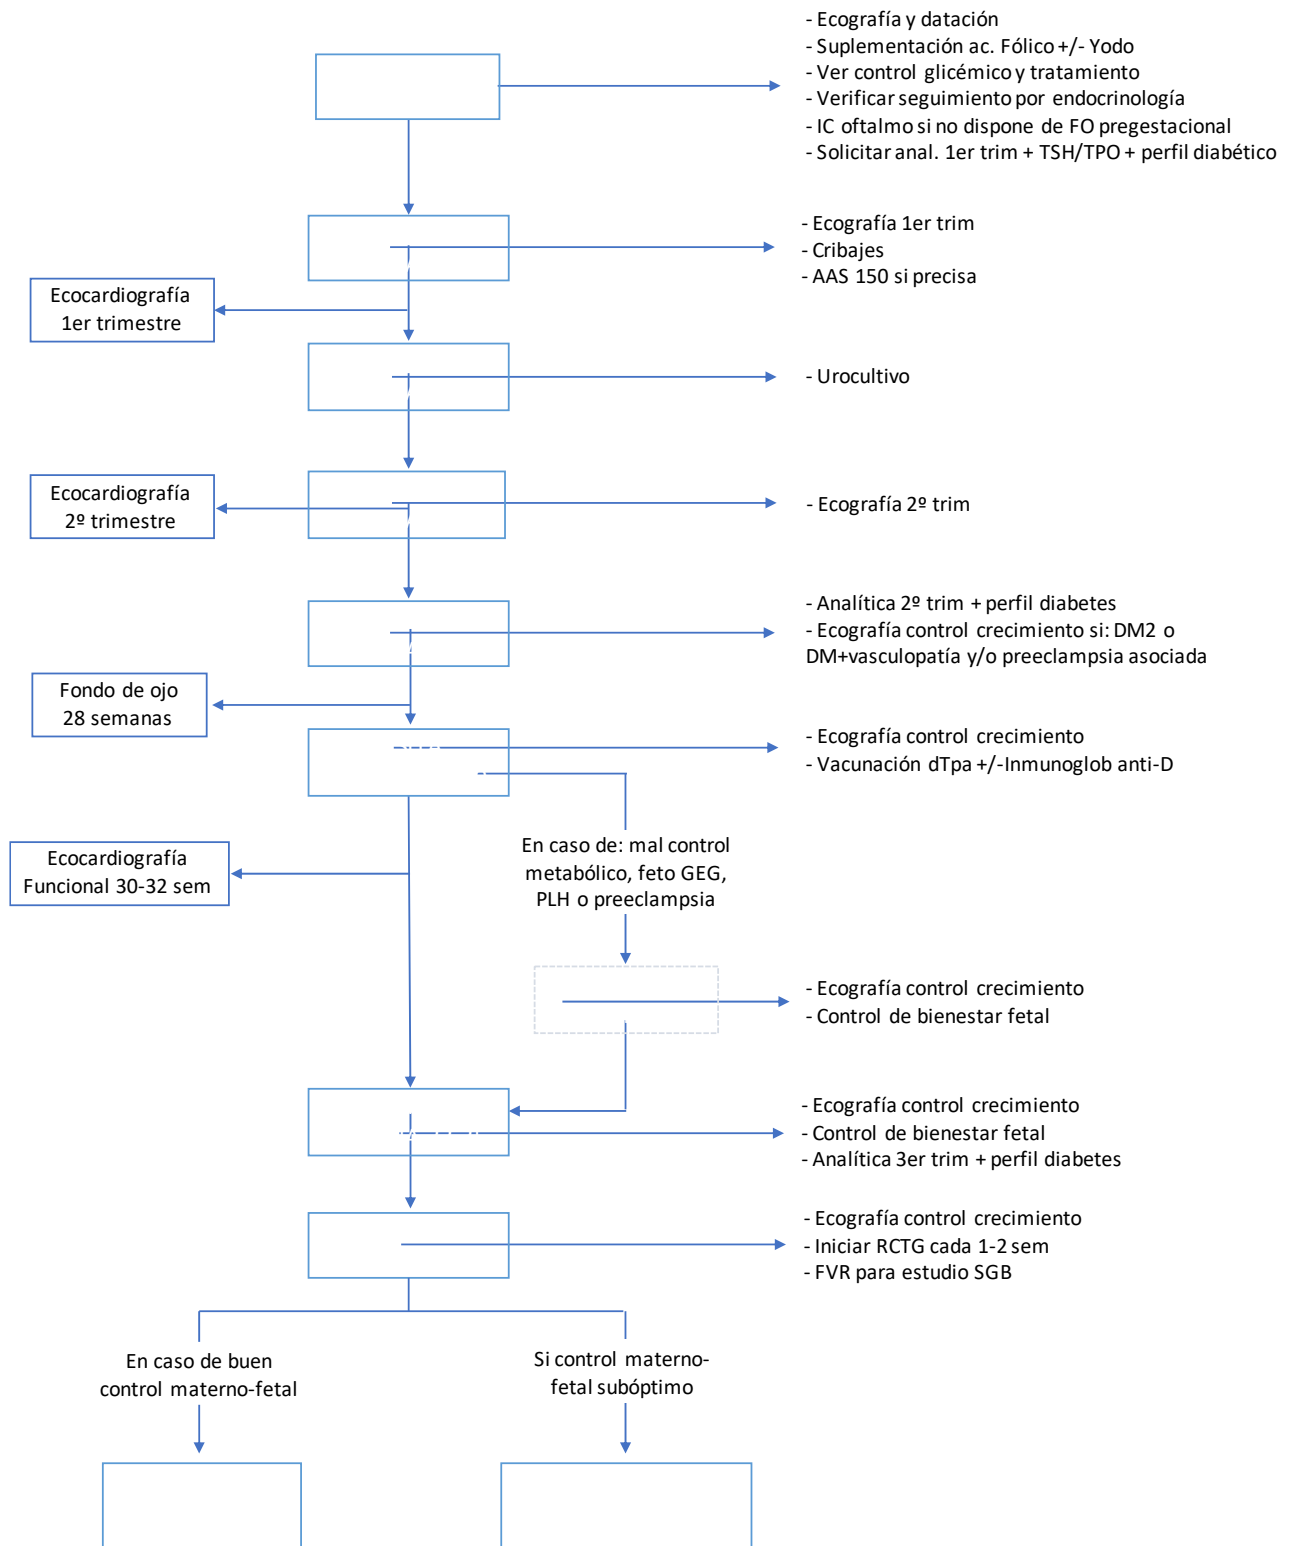 - Ecografía y datación
- Suplementación ac. Fólico +/- Yodo
- Ver control glicémico y tratamiento
- Verificar seguimiento por endocrinología
- IC oftalmo si no dispone de FO pregestacional
- Solicitar anal. 1er trim + TSH/TPO + perfil diabético
- Ecografía 1er trim
- Cribajes
- AAS 150 si precisa
Ecocardiografía
1er trimestre
- Urocultivo
Ecocardiografía
2º trimestre
- Ecografía 2º trim
- Analítica 2º trim + perfil diabetes
- Ecografía control crecimiento si: DM2 o
DM+vasculopatía y/o preeclampsia asociada
Fondo de ojo
28 semanas
- Ecografía control crecimiento
- Vacunación dTpa +/-Inmunoglob anti-D
En caso de: mal control
metabólico, feto GEG,
PLH o preeclampsia
Ecocardiografía
Funcional 30-32 sem
- Ecografía control crecimiento
- Control de bienestar fetal
- Ecografía control crecimiento
- Control de bienestar fetal
- Analítica 3er trim + perfil diabetes
- Ecografía control crecimiento
- Iniciar RCTG cada 1-2 sem
- FVR para estudio SGB
En caso de buen
control materno-fetal
Si control materno-
fetal subóptimo